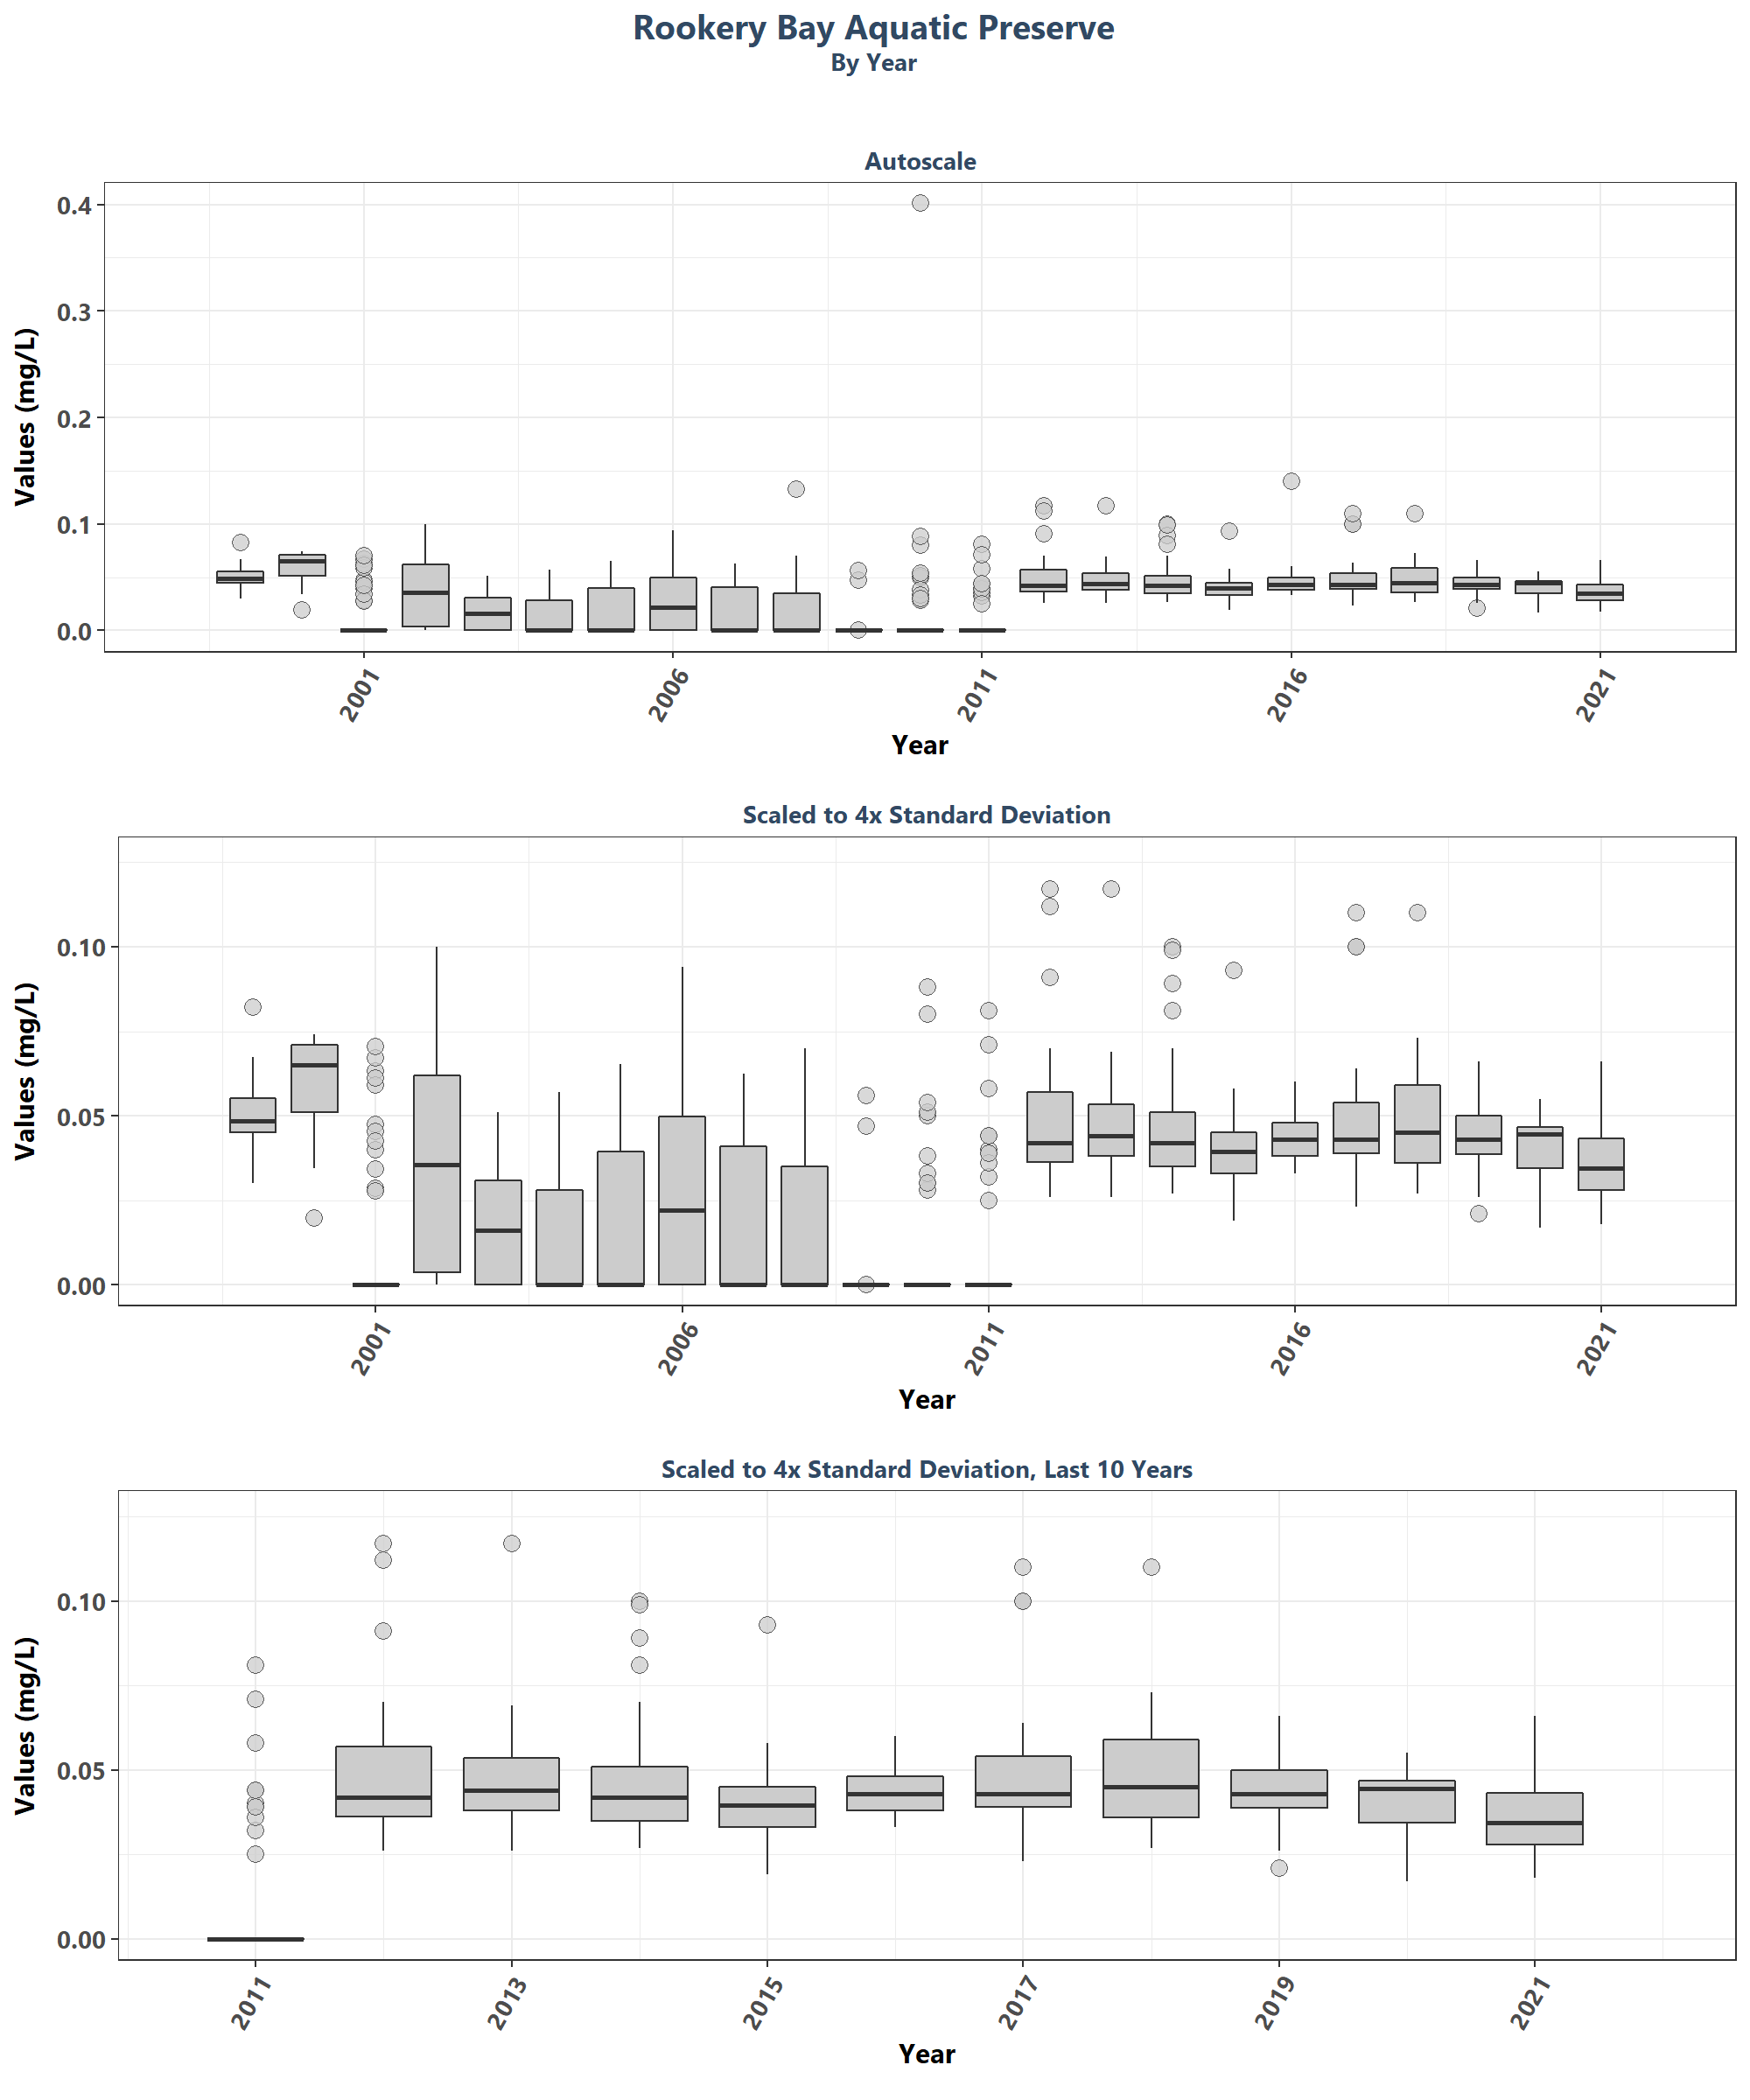 Rookery Bay Aquatic Preserve
By Year
Autoscale
Values (mg/L)
0.4
0.3
0.2
0.1
0.0
2001
2006
2011
2016
2021
Year
Scaled to 4x Standard Deviation
Values (mg/L)
0.10
0.05
0.00
2001
2006
2011
2016
2021
Year
Scaled to 4x Standard Deviation, Last 10 Years
Values (mg/L)
0.10
0.05
0.00
2011
2013
2015
2017
2019
2021
Year